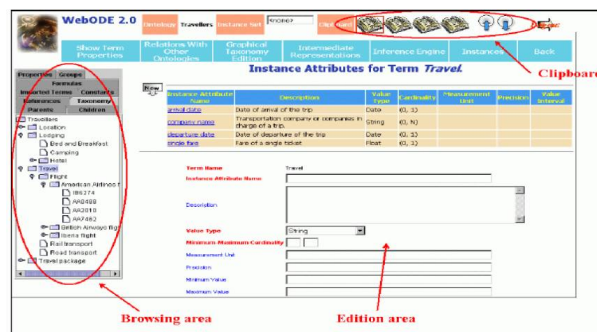 WebODE 2.0
Ontology Travellers Instance Set <none> Clipboard
Show Term Properties
Relations With Other Ontologies
Graphical Taxonomy Edition
Intermediate Representations
Inference Engine
Instances
Back
Clipboard
Properties Groups
Formulas
Imported Terms Constants
References Taxonomy
Parents Children
Travellers
Location
Lodging
Bed and Breakfast
Camping
Hotel
Travel
Flight
American Airlines f
AA0488
AA2010
AA7462
British Airways flig
Iberia flight
Rail transport
Road transport
Travel package
Instance Attributes for Term Travel
New
Instance Attribute Name Description Value Type Cardinality Measurement Unit Precision Value Interval
arrival date Date of arrival of the trip Date (0, 1)
company name Transportation company or companies in charge of a trip. String (0, N)
departure date Date of departure of the trip Date (0, 1)
single fare Fare of a single ticket Float (0, 1)
Term Name Travel
Instance Attribute Name
Description
Value Type String
Minimum-Maximum Cardinality
Measurement Unit
Precision
Minimum Value
Maximum Value
Browsing area
Edition area